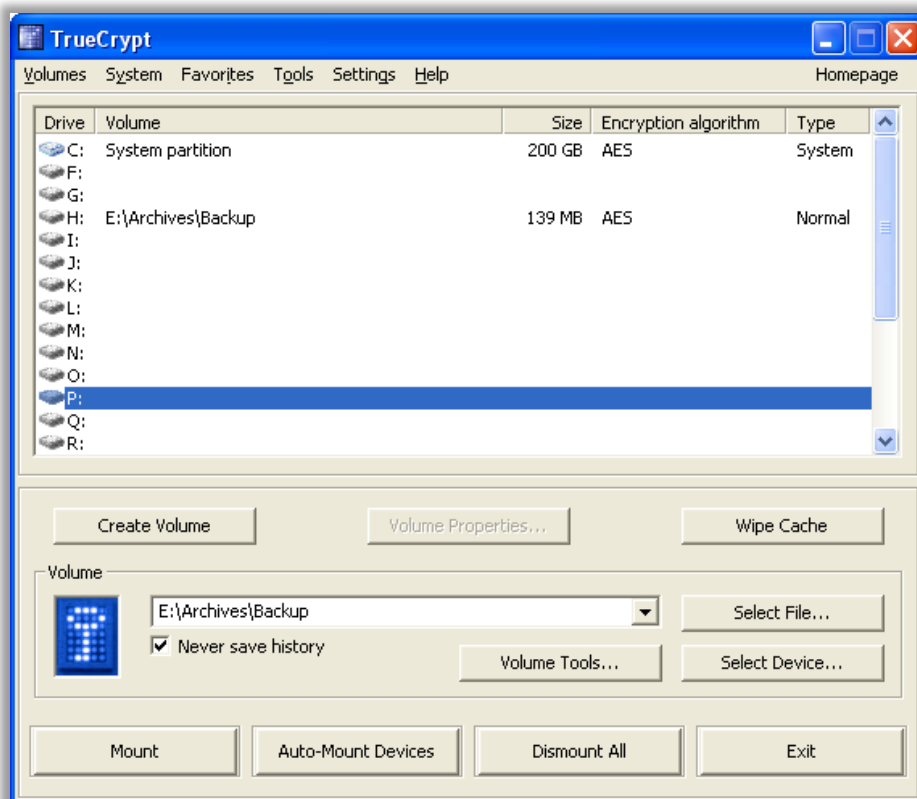 TrueCrypt
Volumes System Favorites Tools Settings Help Homepage
Drive Volume Size Encryption algorithm Type
C: System partition 200 GB AES System
F:
G:
H: E:\Archives\Backup 139 MB AES Normal
I:
J:
K:
L:
M:
N:
O:
P:
Q:
R:
Create Volume Volume Properties... Wipe Cache
Volume
E:\Archives\Backup Select File...
Never save history
Volume Tools... Select Device...
Mount Auto-Mount Devices Dismount All Exit